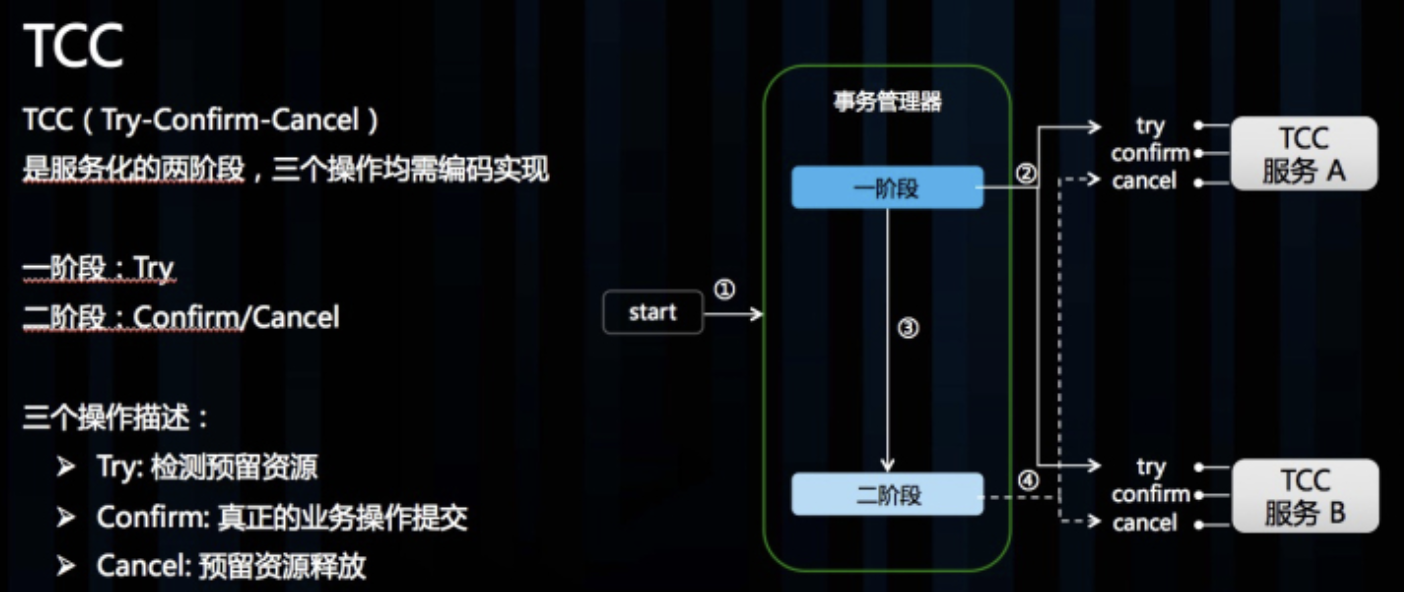 TCC
TCC（Try-Confirm-Cancel）
是服务化的两阶段，三个操作均需编码实现
一阶段：Try
二阶段：Confirm/Cancel
三个操作描述：
➢ Try: 检测预留资源
➢ Confirm: 真正的业务操作提交
➢ Cancel: 预留资源释放
start
①
事务管理器
一阶段
②
③
二阶段
④
try
confirm
cancel
TCC
服务 A
try
confirm
cancel
TCC
服务 B